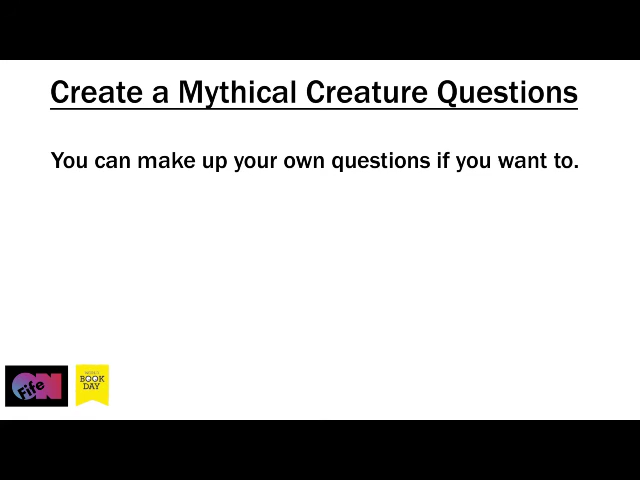 Create a Mythical Creature Questions
You can make up your own questions if you want to.
ON
Fife
WORLD
BOOK
DAY